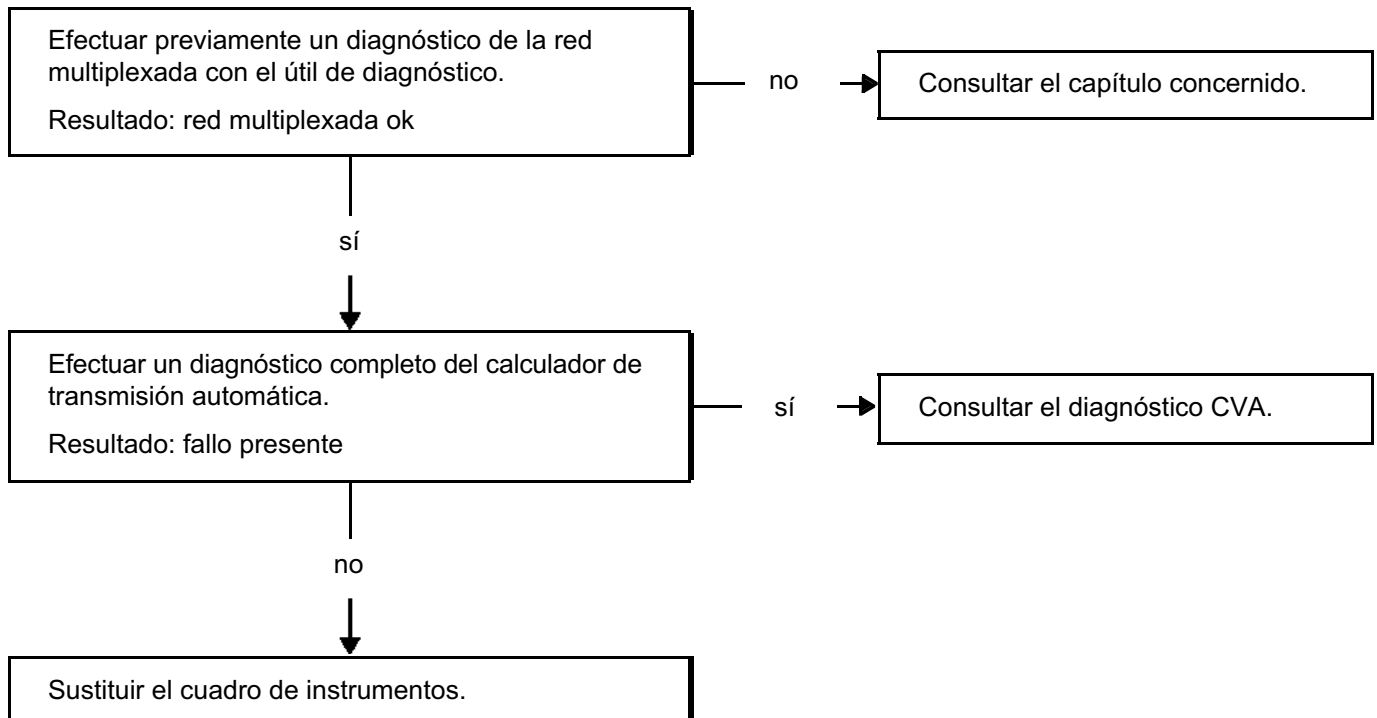 Efectuar previamente un diagnóstico de la red
multiplexada con el útil de diagnóstico.
Resultado: red multiplexada ok
no
Consultar el capítulo concernido.
sí
Efectuar un diagnóstico completo del calculador de
transmisión automática.
Resultado: fallo presente
sí
Consultar el diagnóstico CVA.
no
Sustituir el cuadro de instrumentos.